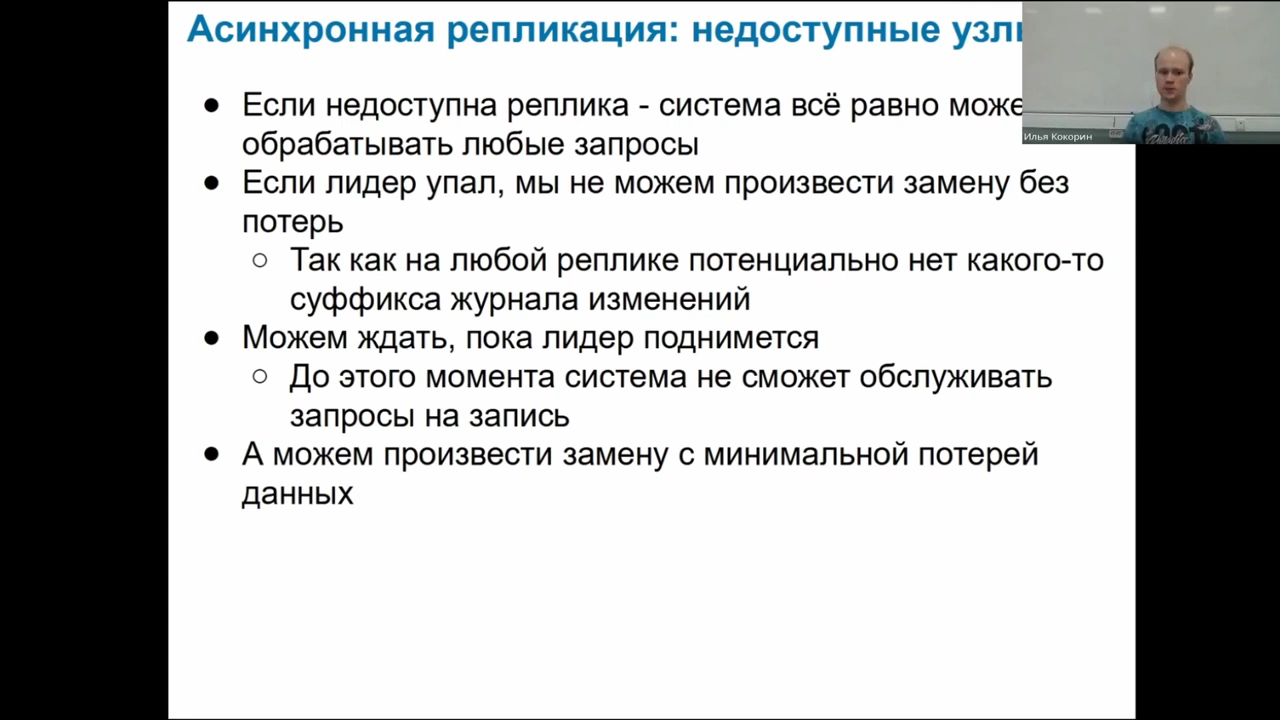 Асинхронная репликация: недоступные
Если недоступна реплика - система всё равно
обрабатывать любые запросы
Если лидер упал, мы не можем произвести замену без
потерь
Так как на любой реплике потенциально нет какого-то
суффикса журнала изменений
Можем ждать, пока лидер поднимется
До этого момента система не сможет обслуживать
запросы на запись
А можем произвести замену с минимальной потерей
данных
Илья Кокорин